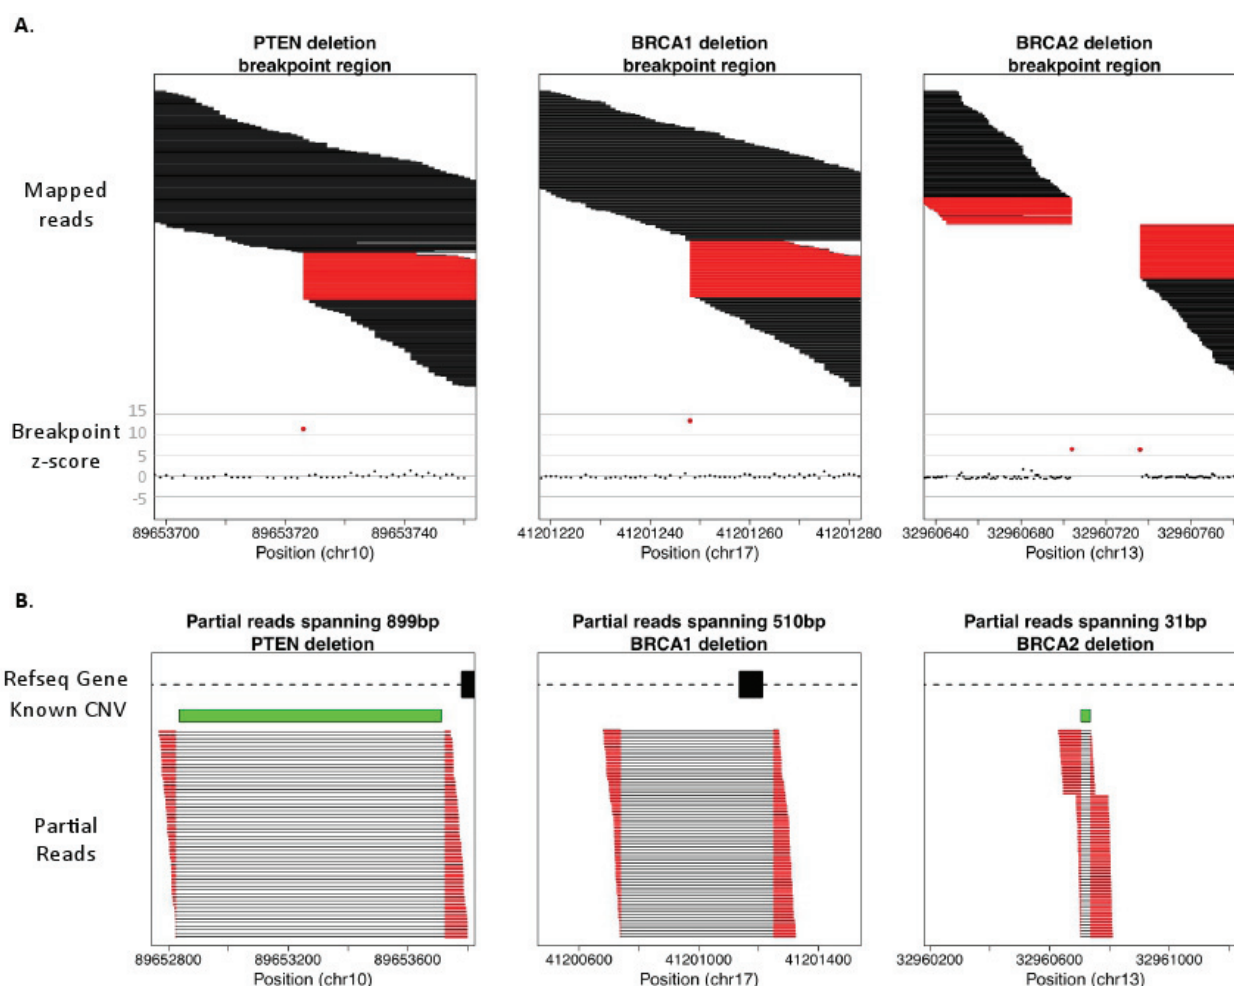 A.
PTEN deletion
breakpoint region
BRCA1 deletion
breakpoint region
BRCA2 deletion
breakpoint region
Mapped
reads
Breakpoint
z-score
15
10
5
0
-5
89653700 89653720 89653740
Position (chr10)
41201220 41201240 41201260 41201280
Position (chr17)
32960640 32960680 32960720 32960760
Position (chr13)
B.
Partial reads spanning 899bp
PTEN deletion
Partial reads spanning 510bp
BRCA1 deletion
Partial reads spanning 31bp
BRCA2 deletion
Refseq Gene
Known CNV
Partial
Reads
89652800 89653200 89653600
Position (chr10)
41200600 41201000 41201400
Position (chr17)
32960200 32960600 32961000
Position (chr13)